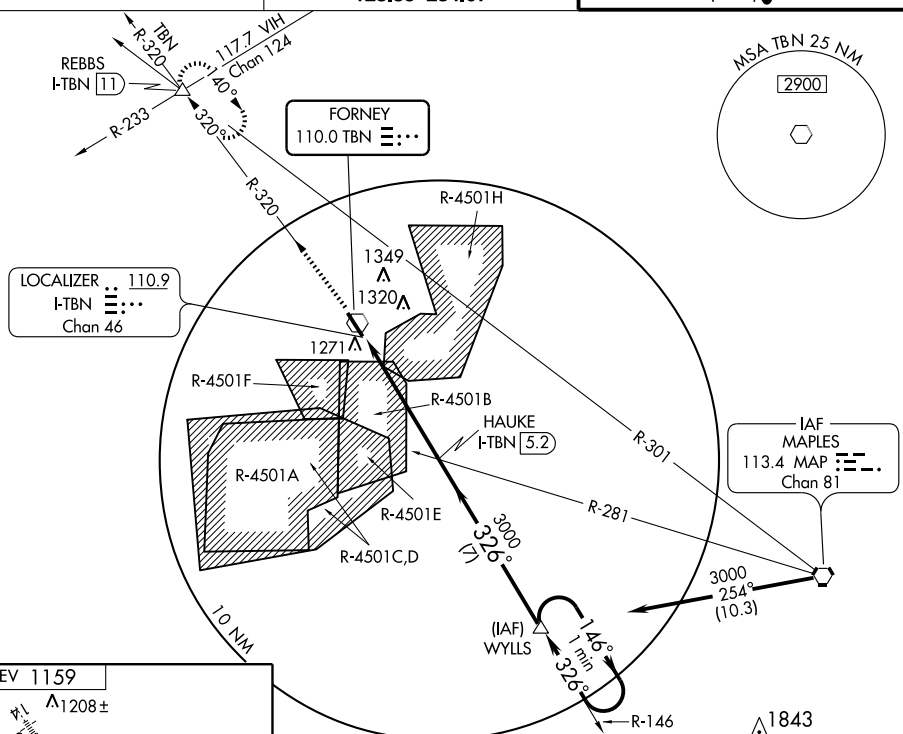 MSA TBN 25 NM
2900
TBN
R-320
117.7 VIH
Chan 124
REBBS
I-TBN 11
R-233
140°
320°
R-320
FORNEY
110.0 TBN
R-4501H
1349
1320
LOCALIZER 110.9
I-TBN
Chan 46
1271
R-4501F
R-4501B
HAUKE
I-TBN 5.2
R-301
IAF
MAPLES
113.4 MAP
Chan 81
R-4501A
R-4501E
R-4501C,D
R-281
3000
326°
(7)
3000
254°
(10.3)
10 NM
(IAF)
WYLLS
146°
1 min
326°
R-146
EV 1159
1208±
14
1843